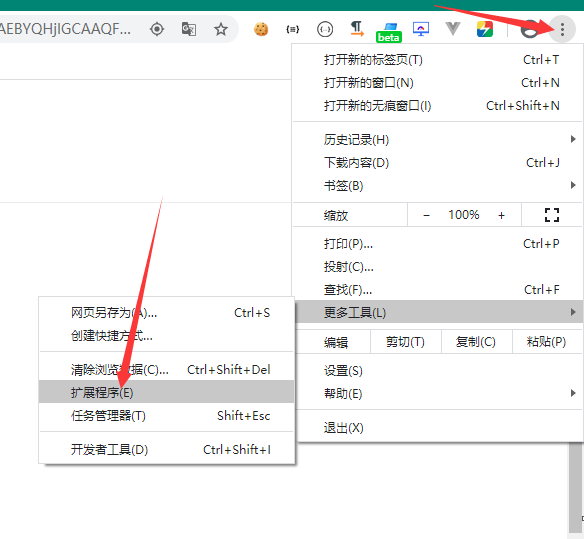 AEBYQHjIGCAAQF...
beta
打开新的标签页(T) Ctrl+T
打开新的窗口(N) Ctrl+N
打开新的无痕窗口(I) Ctrl+Shift+N
历史记录(H)
下载内容(D) Ctrl+J
书签(B)
缩放 - 100% +
打印(P)... Ctrl+P
投射(C)...
查找(F)... Ctrl+F
更多工具(L)
编辑 剪切(T) 复制(C) 粘贴(P)
设置(S)
帮助(E)
退出(X)
网页另存为(A)... Ctrl+S
创建快捷方式...
清除浏览数据(C)... Ctrl+Shift+Del
扩展程序(E)
任务管理器(T) Shift+Esc
开发者工具(D) Ctrl+Shift+I